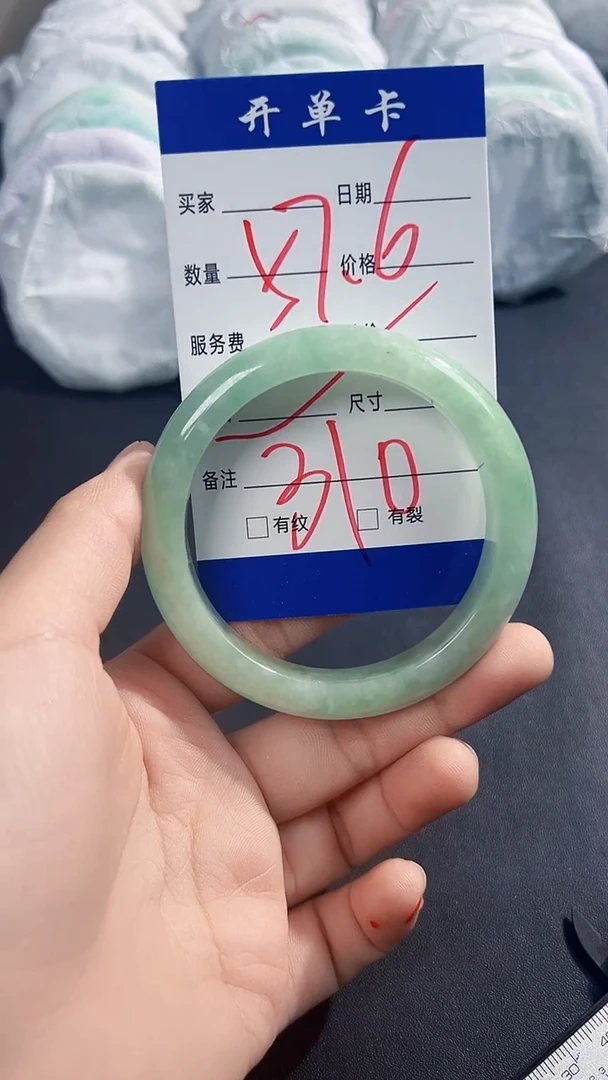 开单卡
买家 日期
数量 价格
57.6
服务费
尺寸
备注
310
有纹 有裂